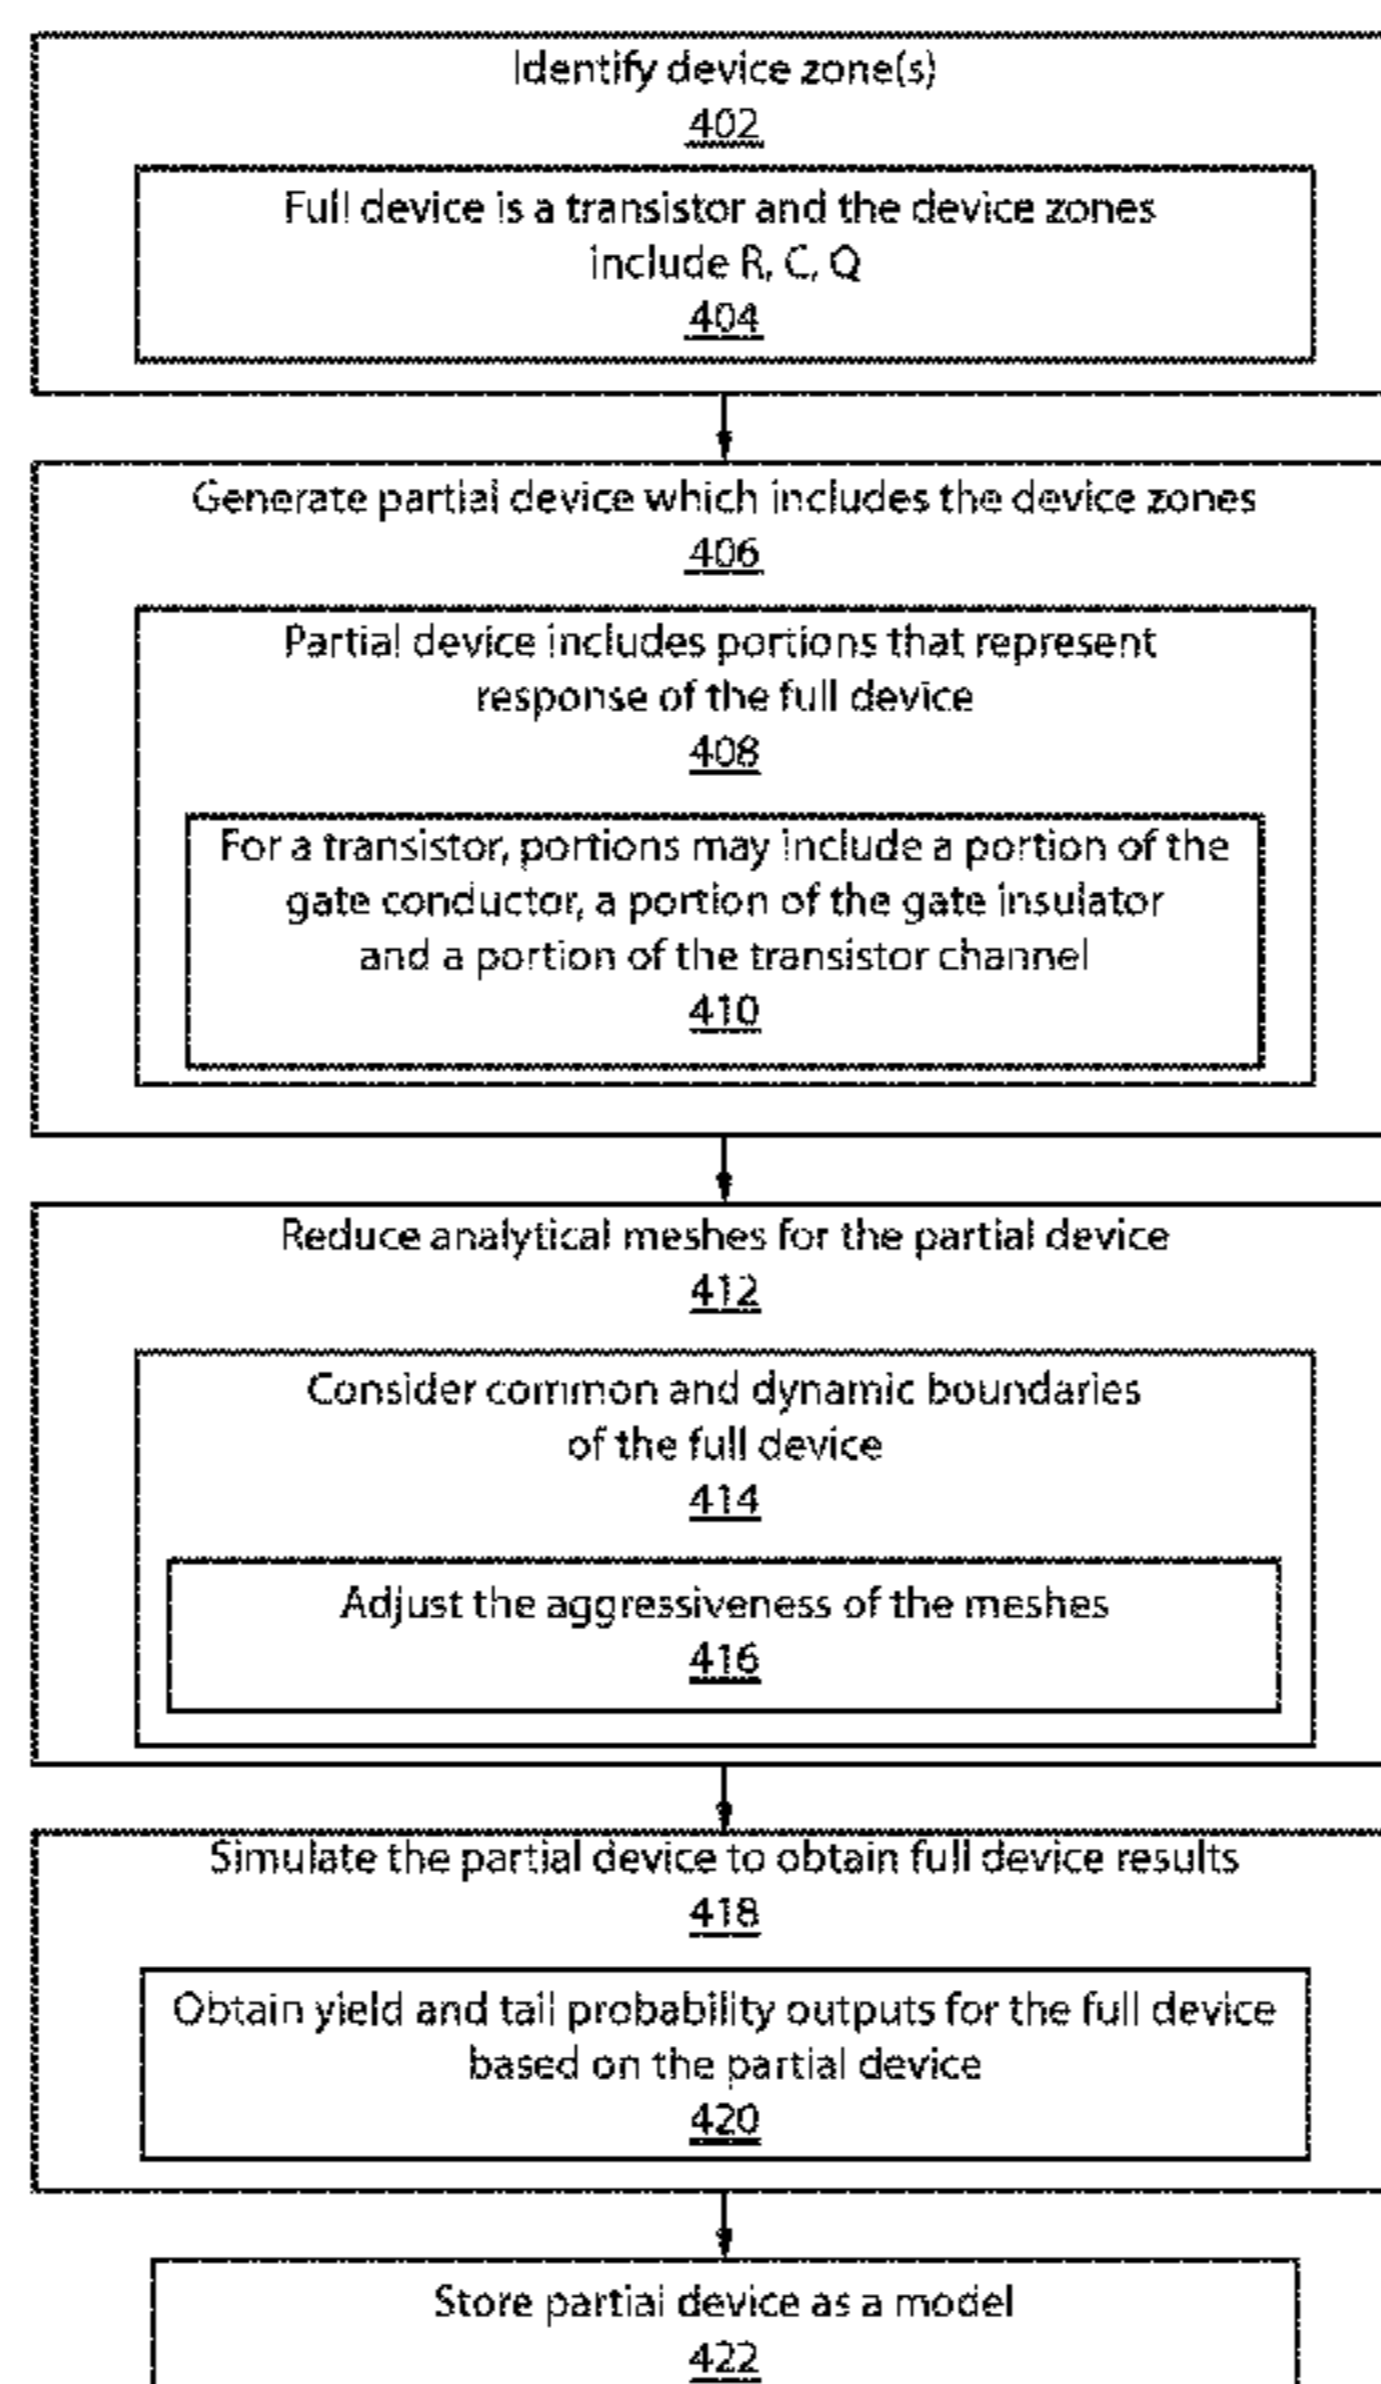 Identify device zone(s)
402
Full device is a transistor and the device zones
include R, C, Q
404
Generate partial device which includes the device zones
406
Partial device includes portions that represent
response of the full device
408
For a transistor, portions may include a portion of the
gate conductor, a portion of the gate insulator
and a portion of the transistor channel
410
Reduce analytical meshes for the partial device
412
Consider common and dynamic boundaries
of the full device
414
Adjust the aggressiveness of the meshes
416
Simulate the partial device to obtain full device results
418
Obtain yield and tail probability outputs for the full device
based on the partial device
420
Store partial device as a model
422